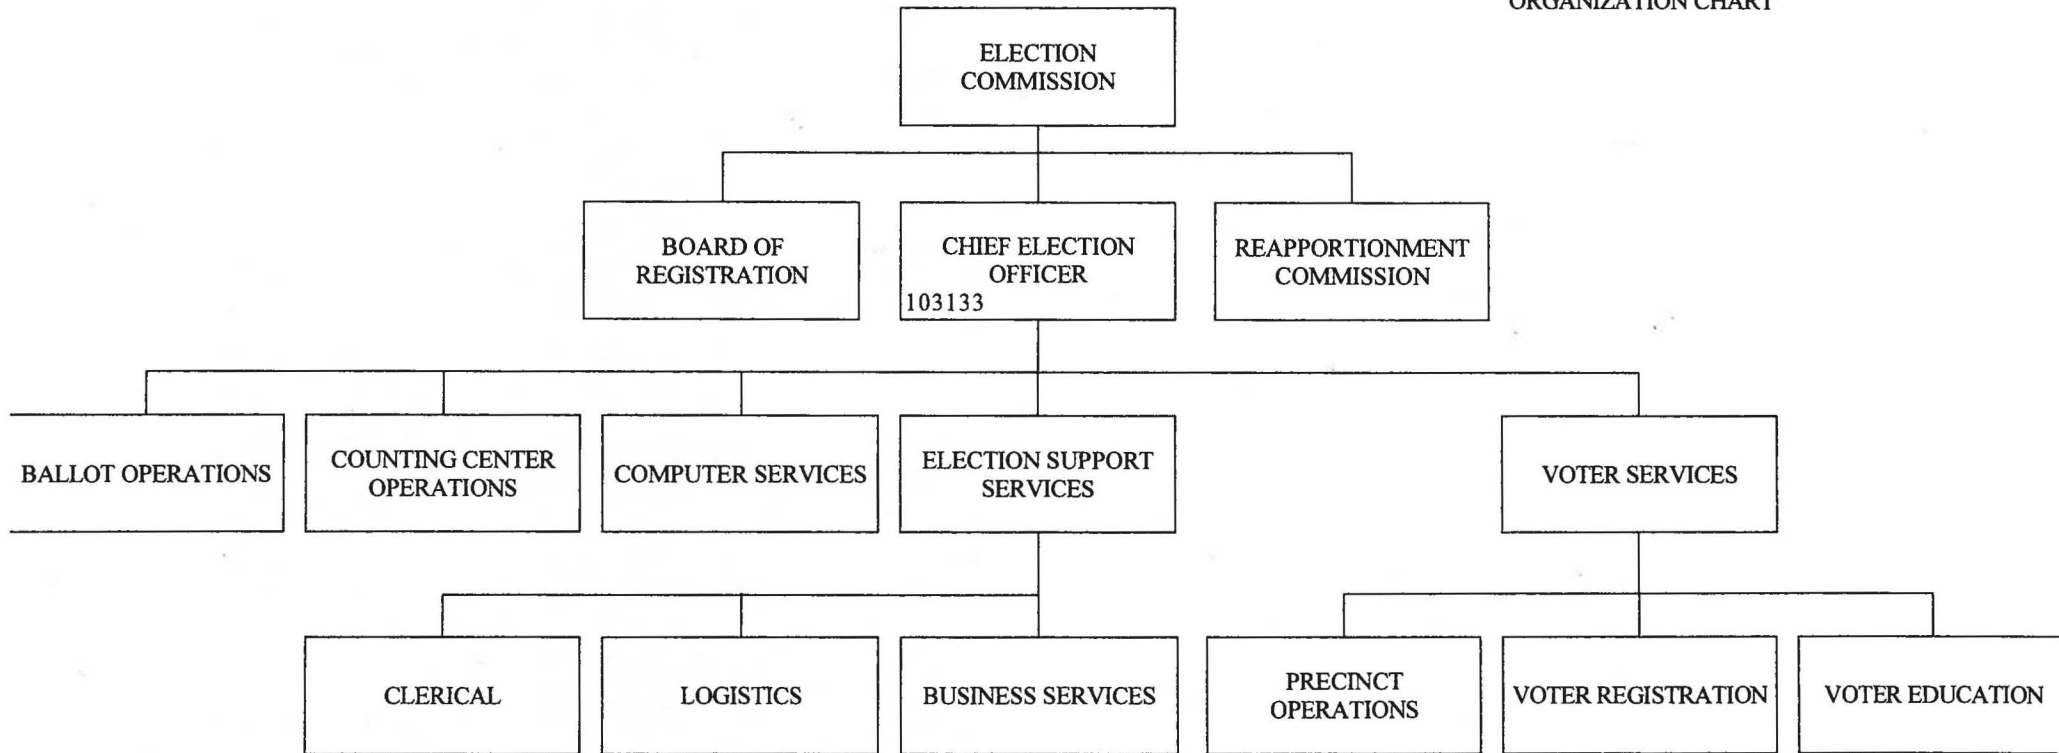 ORGANIZATION CHART
ELECTION
COMMISSION
BOARD OF
REGISTRATION
CHIEF ELECTION
OFFICER
103133
REAPPORTIONMENT
COMMISSION
BALLOT OPERATIONS
COUNTING CENTER
OPERATIONS
COMPUTER SERVICES
ELECTION SUPPORT
SERVICES
VOTER SERVICES
CLERICAL
LOGISTICS
BUSINESS SERVICES
PRECINCT
OPERATIONS
VOTER REGISTRATION
VOTER EDUCATION